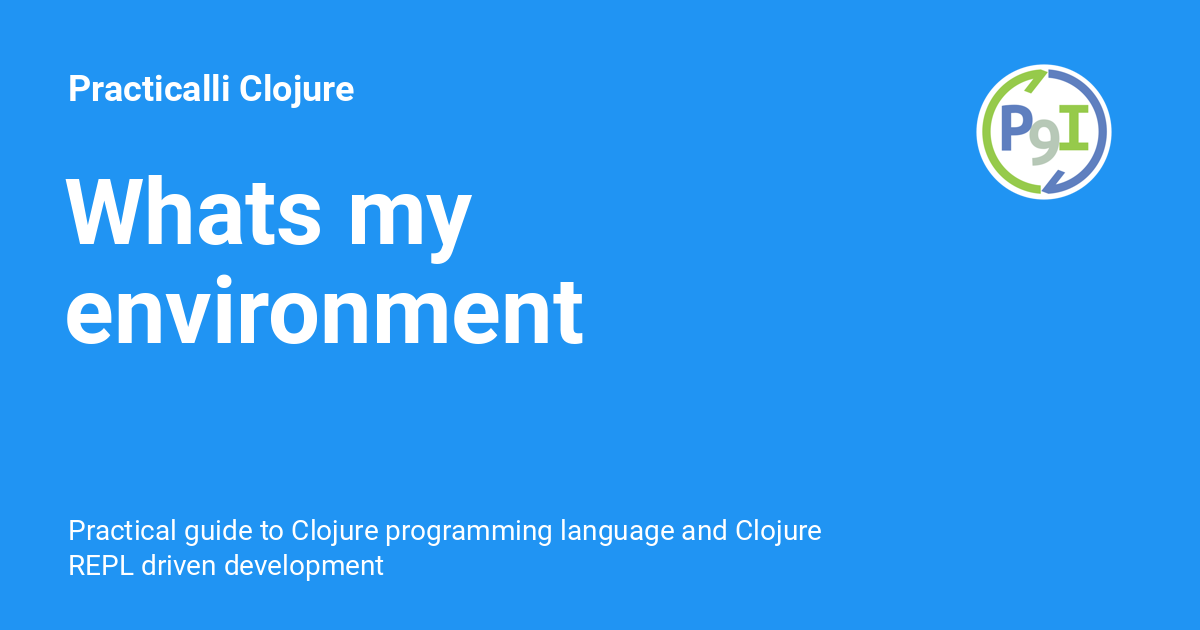 Practicalli Clojure
P9I
Whats my
environment
Practical guide to Clojure programming language and Clojure
REPL driven development